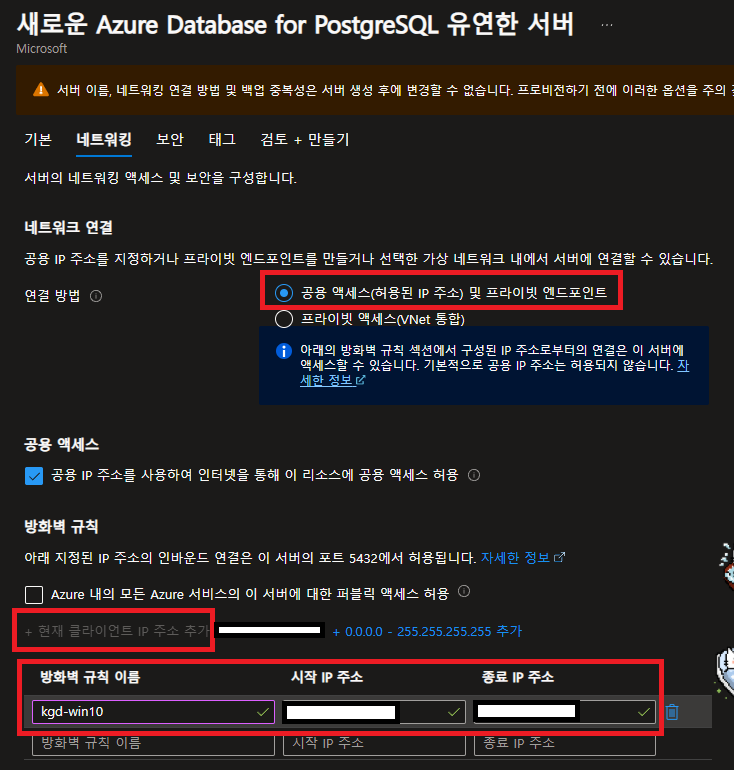 새로운 Azure Database for PostgreSQL 유연한 서버 ...
Microsoft
서버 이름, 네트워킹 연결 방법 및 백업 중복성은 서버 생성 후에 변경할 수 없습니다. 프로비전하기 전에 이러한 옵션을 주의
기본 네트워킹 보안 태그 검토 + 만들기
서버의 네트워킹 액세스 및 보안을 구성합니다.
네트워크 연결
공용 IP 주소를 지정하거나 프라이빗 엔드포인트를 만들거나 선택한 가상 네트워크 내에서 서버에 연결할 수 있습니다.
연결 방법
공용 액세스(허용된 IP 주소) 및 프라이빗 엔드포인트
프라이빗 액세스(VNet 통합)
아래의 방화벽 규칙 섹션에서 구성된 IP 주소로부터의 연결은 이 서버에
액세스할 수 있습니다. 기본적으로 공용 IP 주소는 허용되지 않습니다. 자
세한 정보
공용 액세스
공용 IP 주소를 사용하여 인터넷을 통해 이 리소스에 공용 액세스 허용
방화벽 규칙
아래 지정된 IP 주소의 인바운드 연결은 이 서버의 포트 5432에서 허용됩니다. 자세한 정보
Azure 내의 모든 Azure 서비스의 이 서버에 대한 퍼블릭 액세스 허용
+ 현재 클라이언트 IP 주소 추가 + 0.0.0.0 - 255.255.255.255 추가
방화벽 규칙 이름 시작 IP 주소 종료 IP 주소
kgd-win10
방화벽 규칙 이름 시작 IP 주소 종료 IP 주소